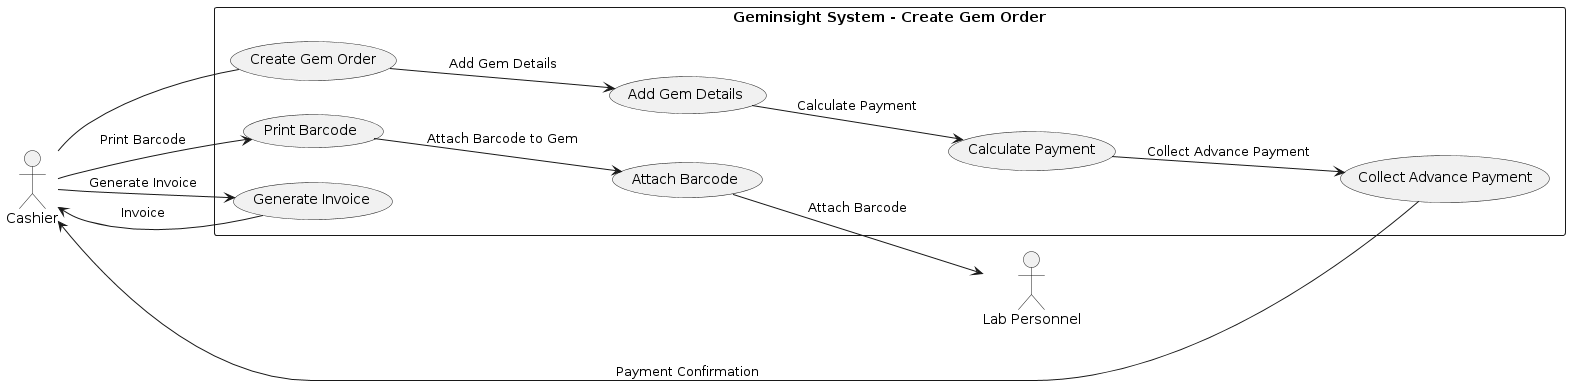 Geminsight System - Create Gem Order
Create Gem Order
Add Gem Details
Add Gem Details
Calculate Payment
Print Barcode
Print Barcode
Attach Barcode to Gem
Calculate Payment
Collect Advance Payment
Generate Invoice
Attach Barcode
Collect Advance Payment
Generate Invoice
Invoice
Attach Barcode
Cashier
Lab Personnel
Payment Confirmation